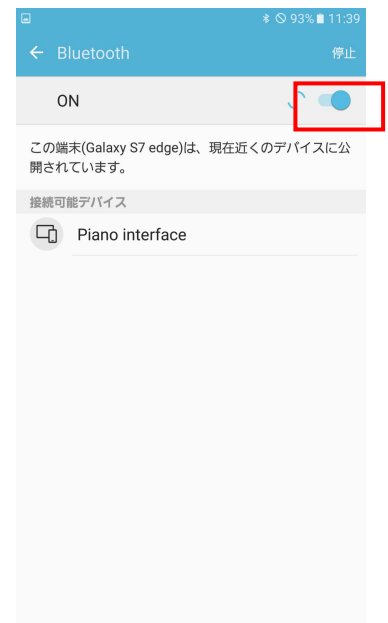 93% 11:39
Bluetooth 停止
ON
この端末(Galaxy S7 edge)は、現在近くのデバイスに公
開されています。
接続可能デバイス
Piano interface